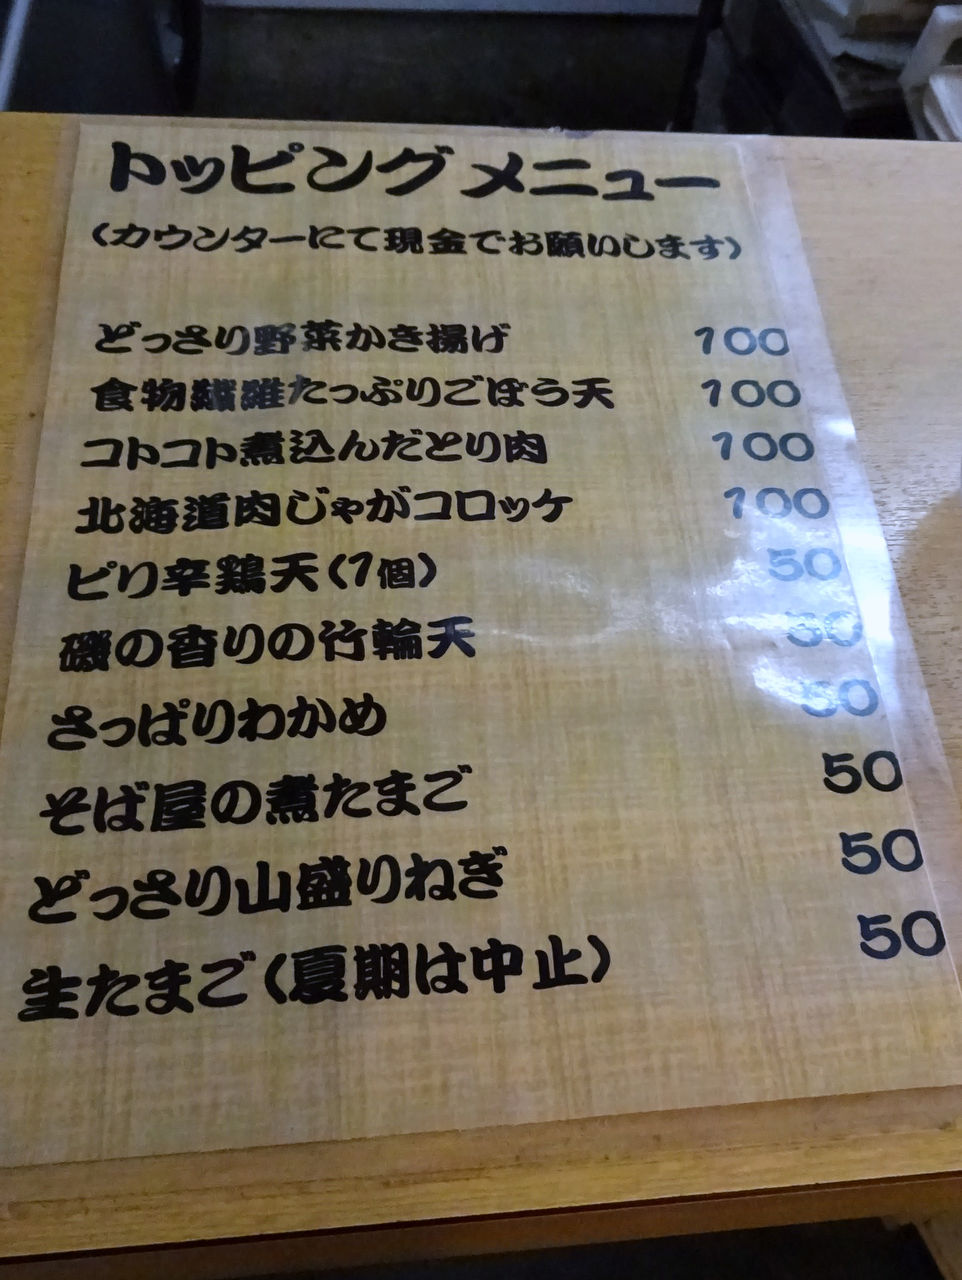 トッピングメニュー
(カウンターにて現金でお願いします)
どっさり野菜かき揚げ 100
食物繊維たっぷりごぼう天 100
コトコト煮込んだとり肉 100
北海道肉じゃがコロッケ 100
ピリ辛鶏天(1個) 50
磯の香りの竹輪天
さっぱりわかめ 50
そば屋の煮たまご 50
どっさり山盛りねぎ 50
生たまご(夏期は中止) 50